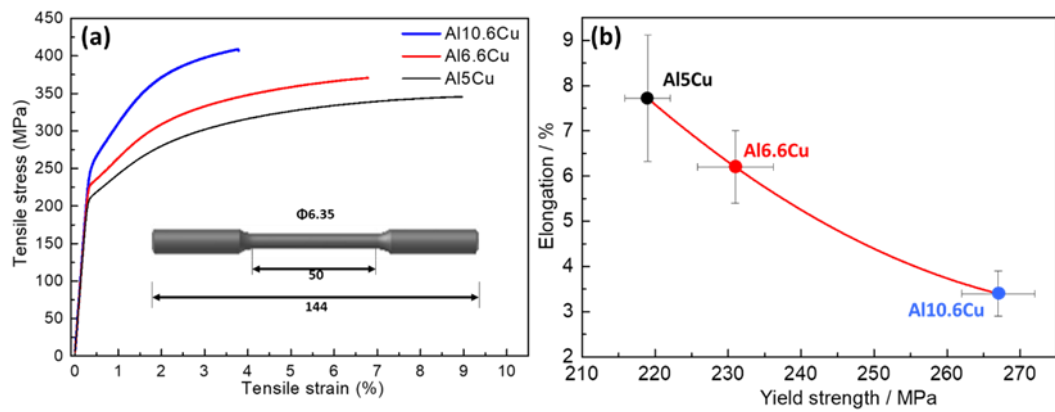 (a)
Al10.6Cu
Al6.6Cu
Al5Cu
450
400
350
300
250
200
150
100
50
0
Tensile stress (MPa)
Φ6.35
50
144
0 1 2 3 4 5 6 7 8 9 10
Tensile strain (%)
(b)
9
8
7
6
5
4
3
2
Elongation / %
Al5Cu
Al6.6Cu
Al10.6Cu
210 220 230 240 250 260 270
Yield strength / MPa